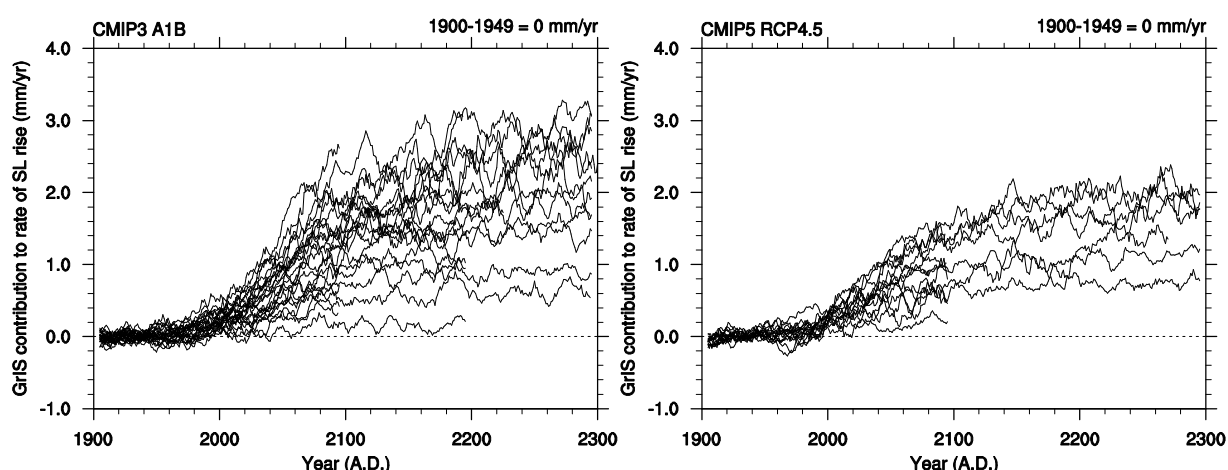 CMIP3 A1B 1900-1949 = 0 mm/yr
GrIS contribution to rate of SL rise (mm/yr)
4.0
3.0
2.0
1.0
0.0
-1.0
1900 2000 2100 2200 2300
Year (A.D.)
CMIP5 RCP4.5 1900-1949 = 0 mm/yr
GrIS contribution to rate of SL rise (mm/yr)
4.0
3.0
2.0
1.0
0.0
-1.0
1900 2000 2100 2200 2300
Year (A.D.)